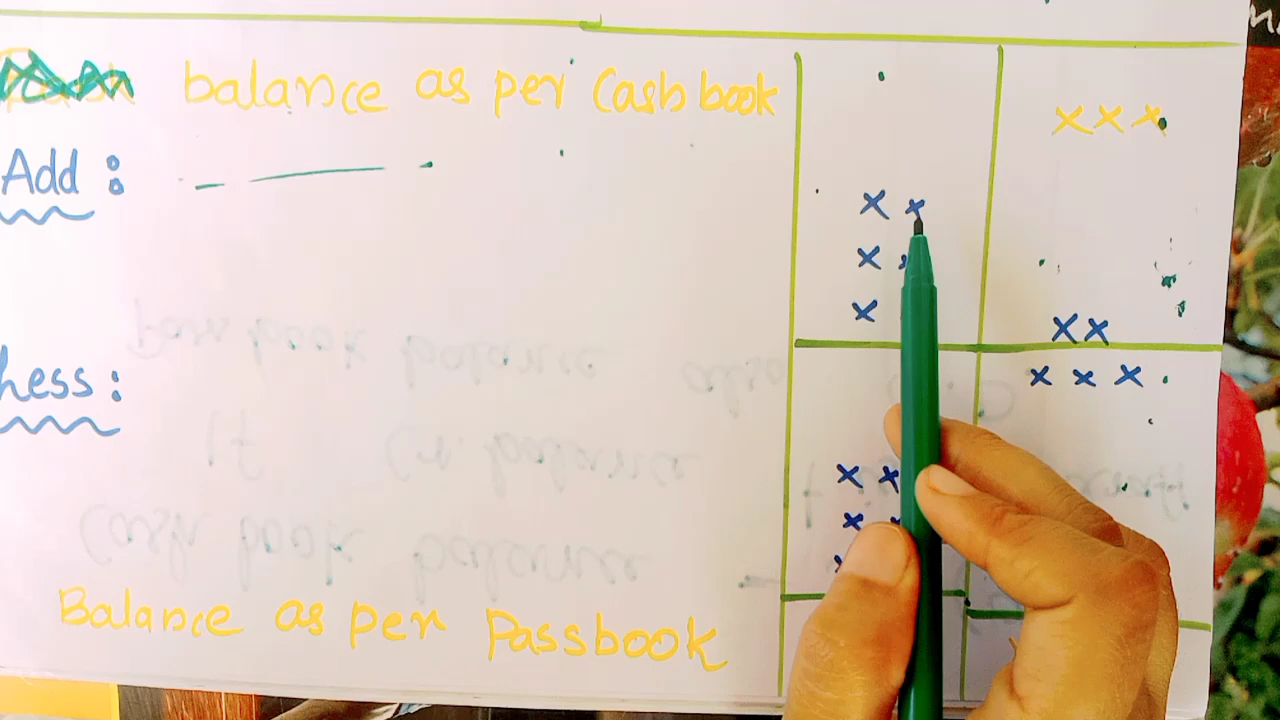 balance as per Cash book
x x x
Add :
x x
x
x
x x
Less :
x x x
x x
x
Balance as per Passbook